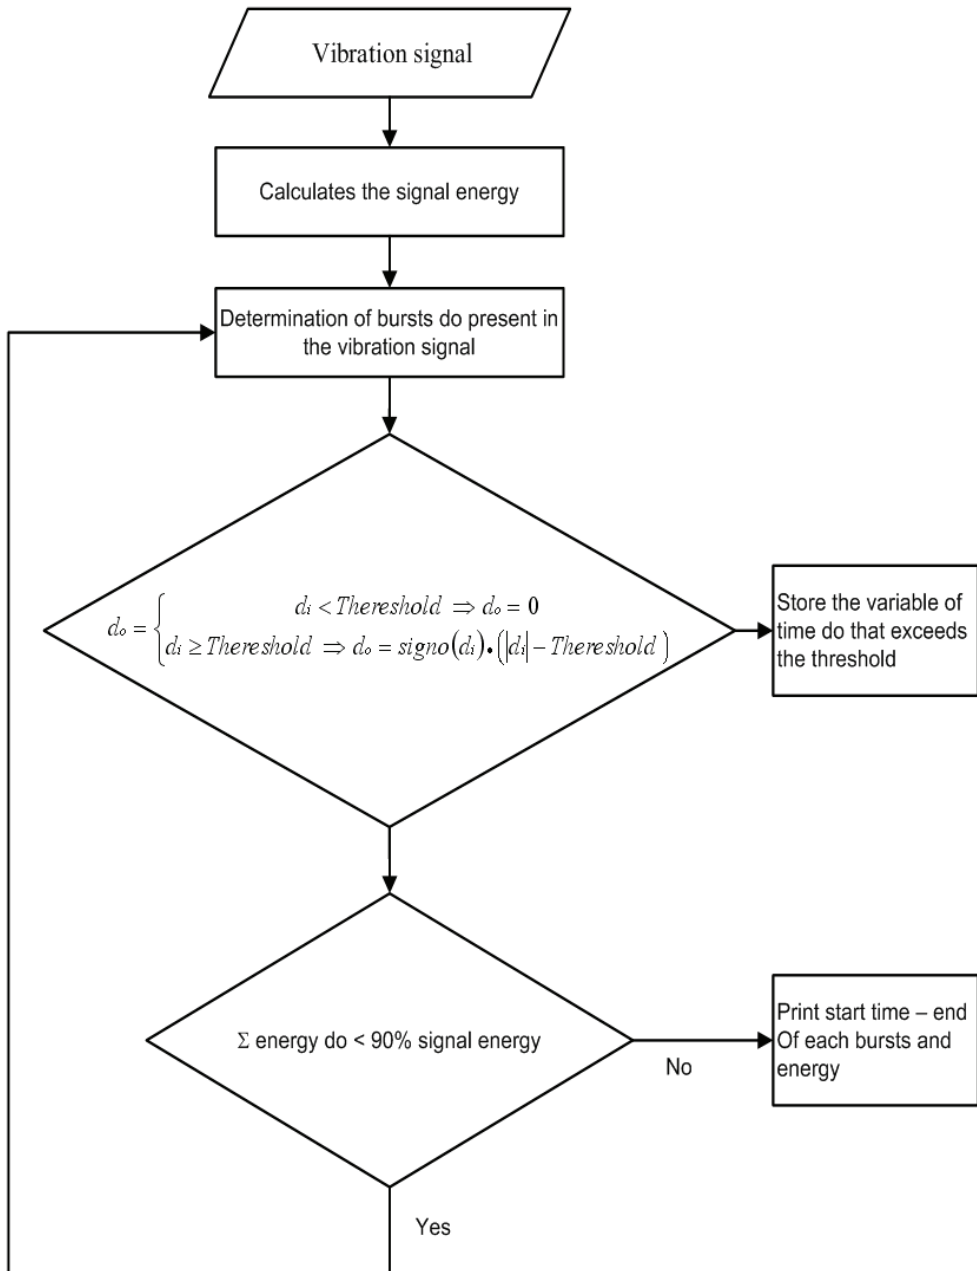 Vibration signal
Calculates the signal energy
Determination of bursts do present in
the vibration signal
dₒ = { dᵢ < Thereshold ⇒ dₒ = 0
dᵢ ≥ Thereshold ⇒ dₒ = signo(dᵢ)•(|dᵢ| − Thereshold)
Store the variable of
time do that exceeds
the threshold
Σ energy do < 90% signal energy
No
Print start time – end
Of each bursts and
energy
Yes